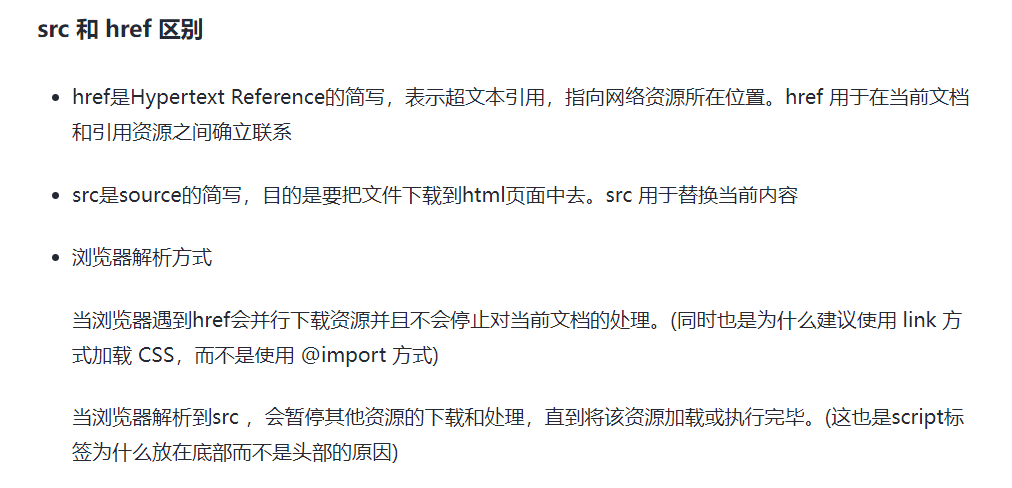 src 和 href 区别
href是Hypertext Reference的简写，表示超文本引用，指向网络资源所在位置。href 用于在当前文档
和引用资源之间确立联系
src是source的简写，目的是要把文件下载到html页面中去。src 用于替换当前内容
浏览器解析方式
当浏览器遇到href会并行下载资源并且不会停止对当前文档的处理。(同时也是为什么建议使用 link 方
式加载 CSS，而不是使用 @import 方式)
当浏览器解析到src ，会暂停其他资源的下载和处理，直到将该资源加载或执行完毕。(这也是script标
签为什么放在底部而不是头部的原因)